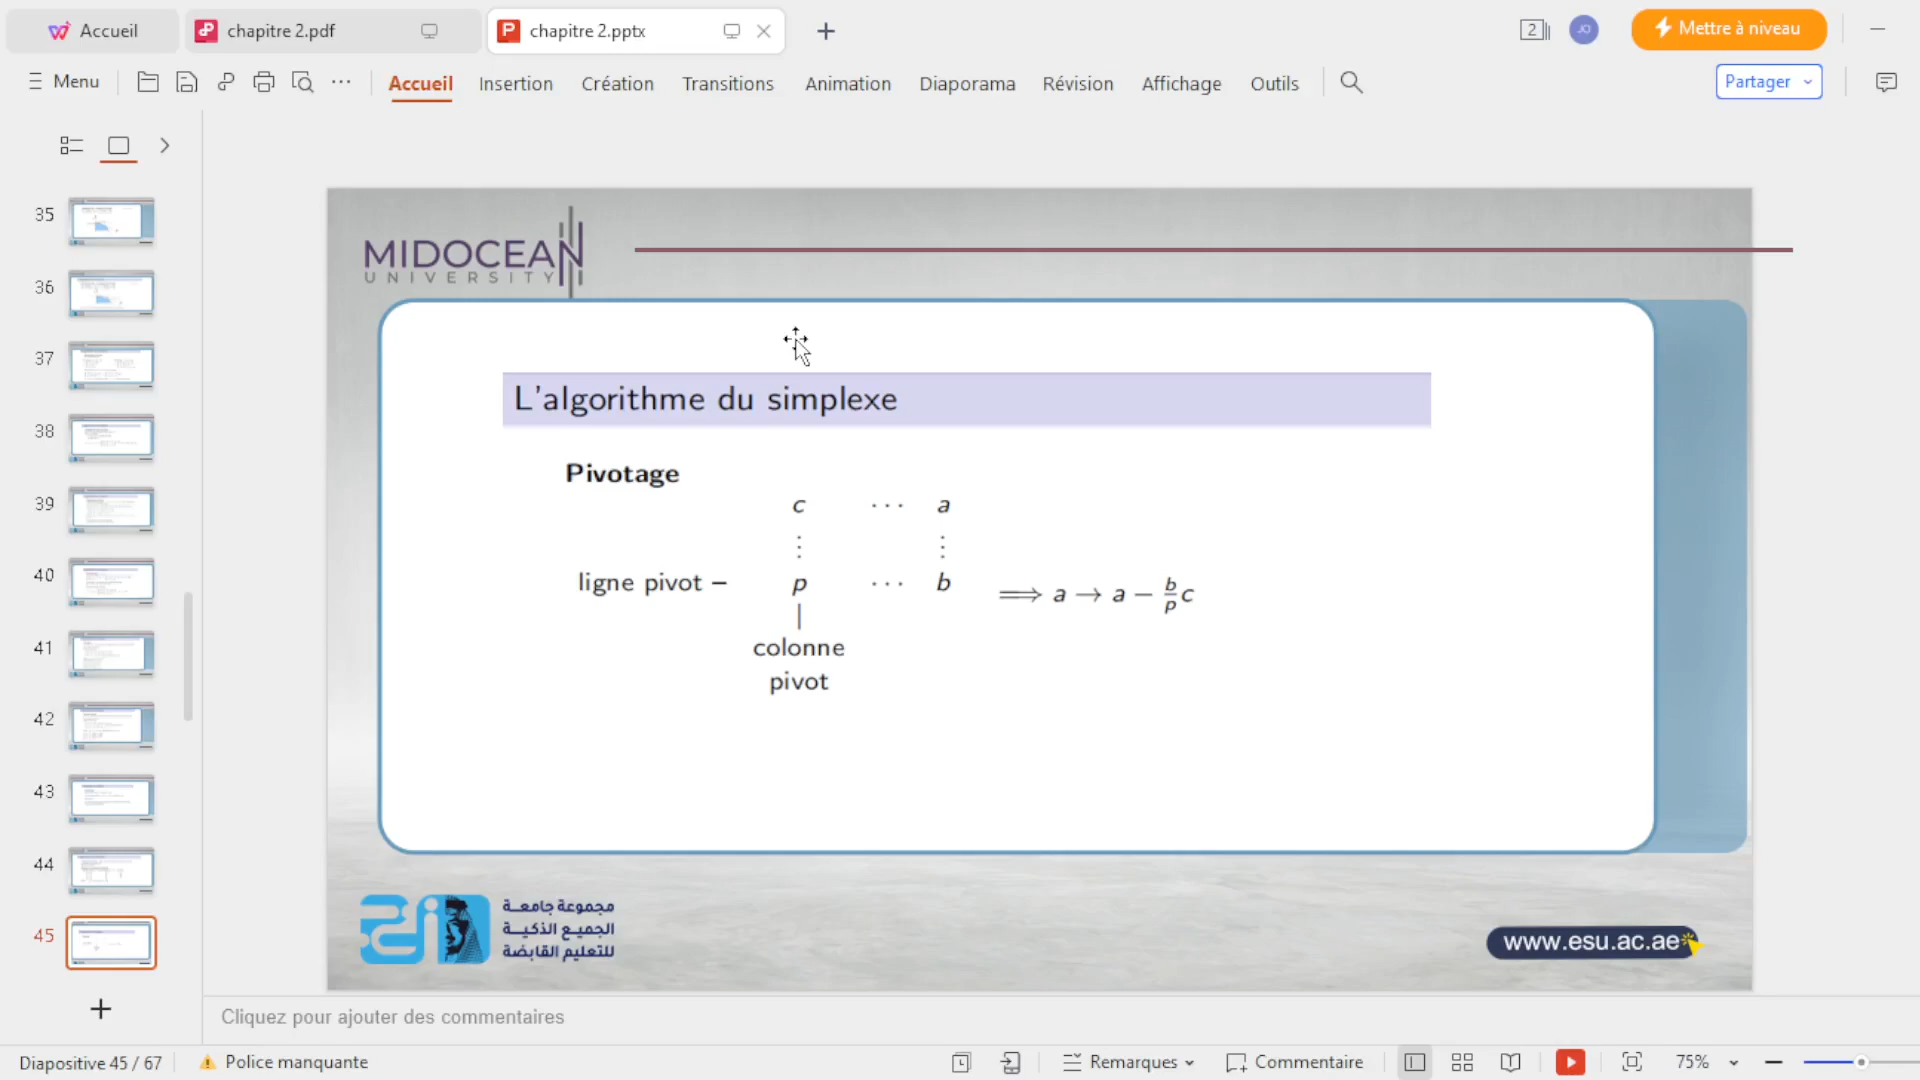 Accueil
chapitre 2.pdf
chapitre 2.pptx
2
JO
Mettre à niveau
Menu
Accueil
Insertion
Création
Transitions
Animation
Diaporama
Révision
Affichage
Outils
Partager
35
36
37
38
39
40
41
42
43
44
45
MIDOCEAN
UNIVERSITY
L'algorithme du simplexe
Pivotage
c ⋯ a
⋮ ⋮
ligne pivot – p ⋯ b ⟹ a → a − b/p c
|
colonne
pivot
مجموعة جامعة
الجميع الذكية
للتعليم القابضة
www.esu.ac.ae
Cliquez pour ajouter des commentaires
Diapositive 45 / 67
Police manquante
Remarques
Commentaire
75%